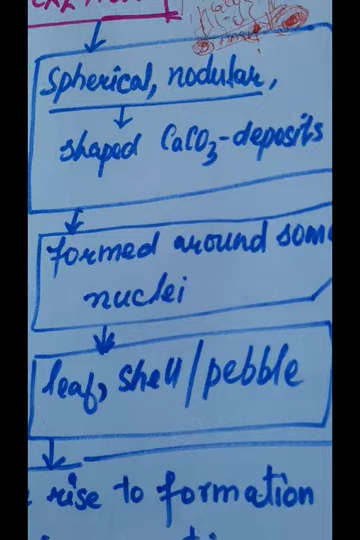 spherical, nodular,
shaped CaCO3-deposits
formed around some
nuclei
leaf, shell/pebble
rise to formation